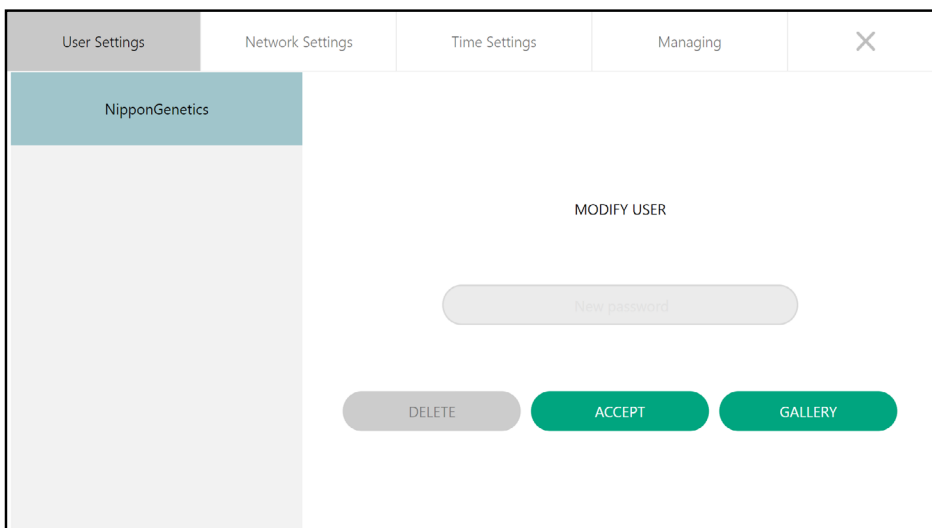 User Settings
Network Settings
Time Settings
Managing
NipponGenetics
MODIFY USER
New password
DELETE
ACCEPT
GALLERY